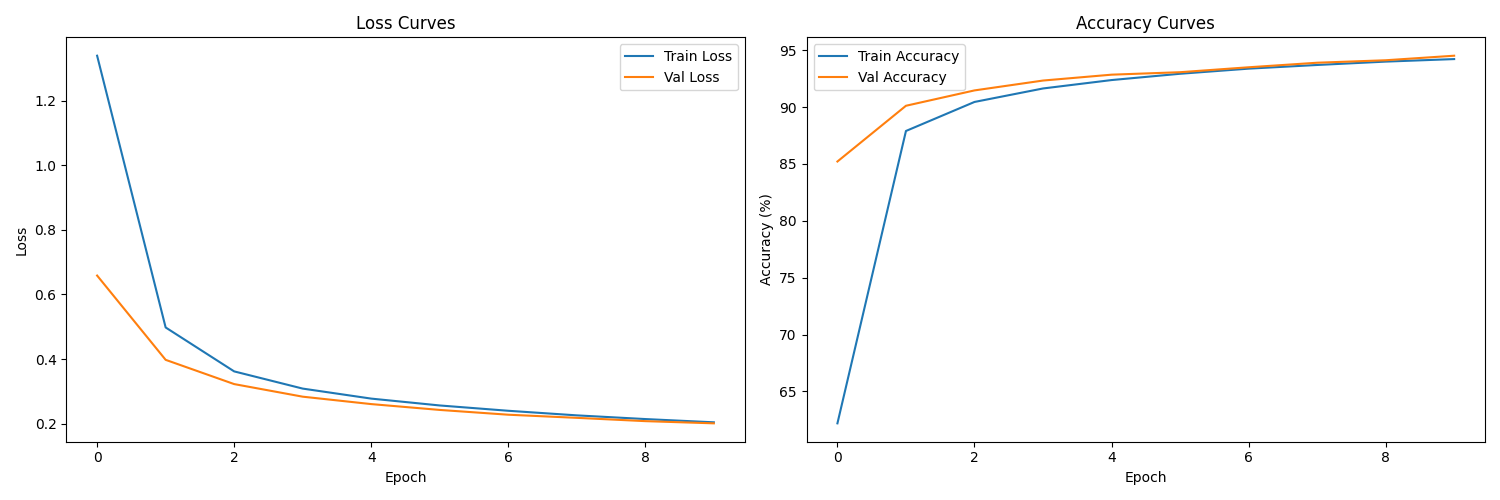 Loss Curves
Train Loss
Val Loss
1.2
1.0
0.8
0.6
0.4
0.2
Loss
0 2 4 6 8
Epoch
Accuracy Curves
Train Accuracy
Val Accuracy
95
90
85
80
75
70
65
Accuracy (%)
0 2 4 6 8
Epoch